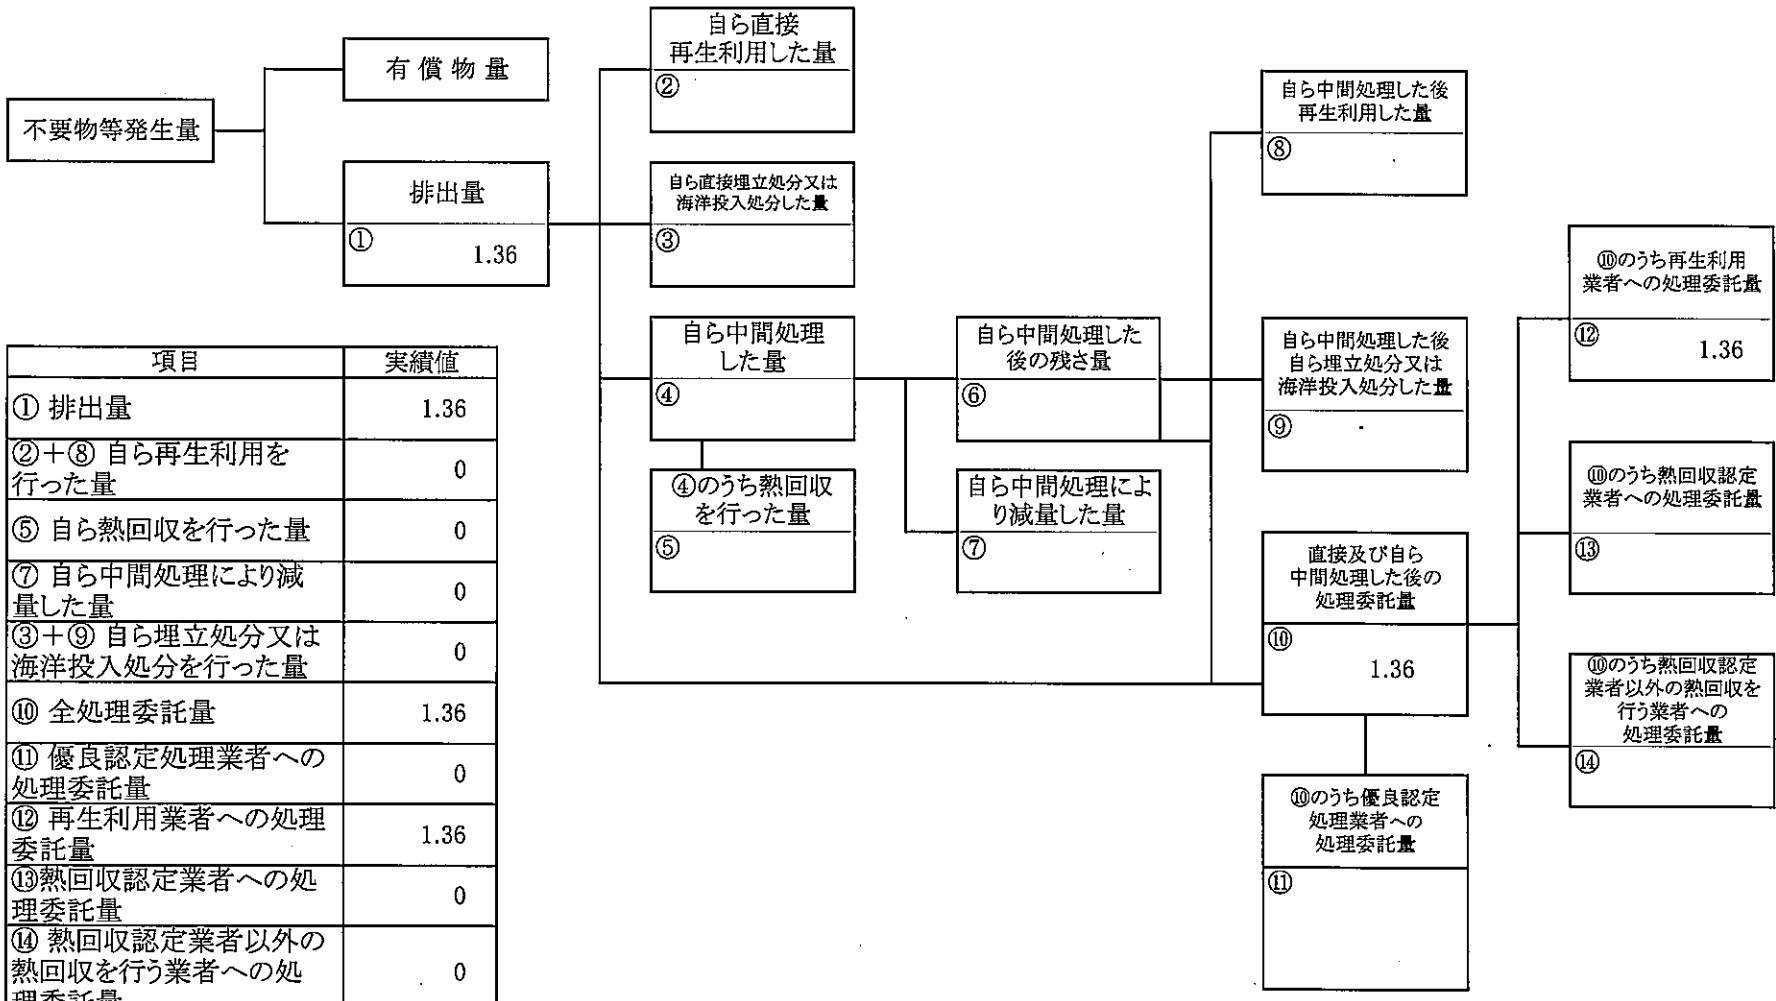 不要物等発生量
有償物量
排出量
①
1.36
自ら直接
再生利用した量
②
自ら直接埋立処分又は
海洋投入処分した量
③
自ら中間処理
した量
④
④のうち熱回収
を行った量
⑤
自ら中間処理した
後の残さ量
⑥
自ら中間処理によ
り減量した量
⑦
自ら中間処理した後
再生利用した量
⑧
自ら中間処理した後
自ら埋立処分又は
海洋投入処分した量
⑨
直接及び自ら
中間処理した後の
処理委託量
⑩
1.36
⑩のうち優良認定
処理業者への
処理委託量
⑪
⑩のうち再生利用
業者への処理委託量
⑫
1.36
⑩のうち熱回収認定
業者への処理委託量
⑬
⑩のうち熱回収認定
業者以外の熱回収を
行う業者への
処理委託量
⑭
項目 実績値
① 排出量 1.36
②+⑧ 自ら再生利用を
行った量 0
⑤ 自ら熱回収を行った量 0
⑦ 自ら中間処理により減
量した量 0
③+⑨ 自ら埋立処分又は
海洋投入処分を行った量 0
⑩ 全処理委託量 1.36
⑪ 優良認定処理業者への
処理委託量 0
⑫ 再生利用業者への処理
委託量 1.36
⑬熱回収認定業者への処
理委託量 0
⑭ 熱回収認定業者以外の
熱回収を行う業者への処 0
理委託量